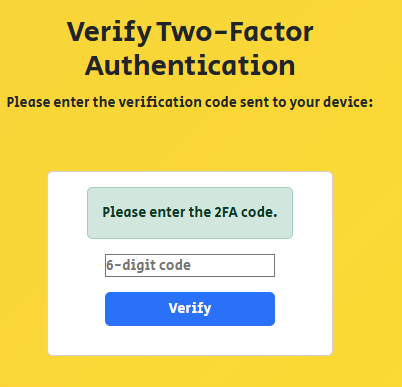 Verify Two-Factor
Authentication
Please enter the verification code sent to your device:
Please enter the 2FA code.
6-digit code
Verify